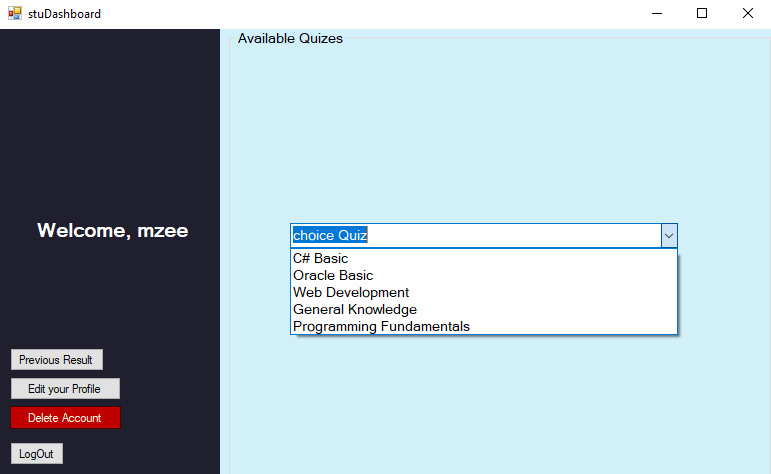 stuDashboard
Available Quizes
Welcome, mzee
choice Quiz
C# Basic
Oracle Basic
Web Development
General Knowledge
Programming Fundamentals
Previous Result
Edit your Profile
Delete Account
LogOut